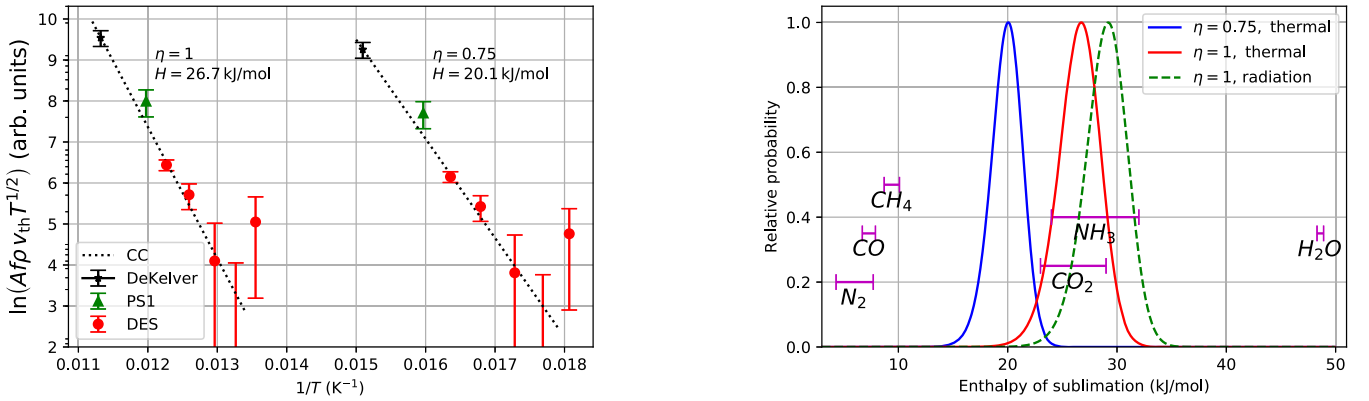 10
9
8
7
6
5
4
3
2
ln(Afρ v_th T^{1/2}) (arb. units)
η = 1
H = 26.7 kJ/mol
η = 0.75
H = 20.1 kJ/mol
CC
DeKelver
PS1
DES
0.011 0.012 0.013 0.014 0.015 0.016 0.017 0.018
1/T (K⁻¹)
1.0
0.8
0.6
0.4
0.2
0.0
Relative probability
η = 0.75, thermal
η = 1, thermal
η = 1, radiation
CH₄
CO
N₂
NH₃
CO₂
H₂O
10 20 30 40 50
Enthalpy of sublimation (kJ/mol)